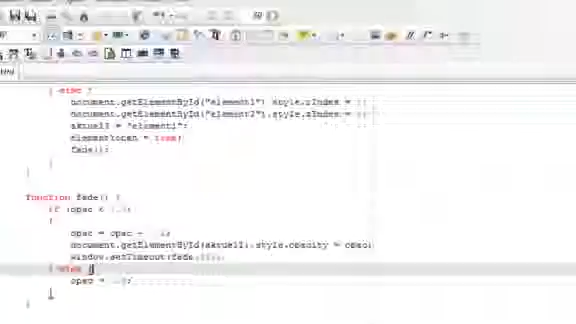 } else {
document.getElementById("element1").style.zIndex =
document.getElementById("element2").style.zIndex =
aktuell = "element1";
= true;
fade();
}
}
function fade() {
if (opac <
{
opac = opac
document.getElementById(aktuell).style.opacity = opac;
window.setTimeout(fade,
} else {
opac =
}
}